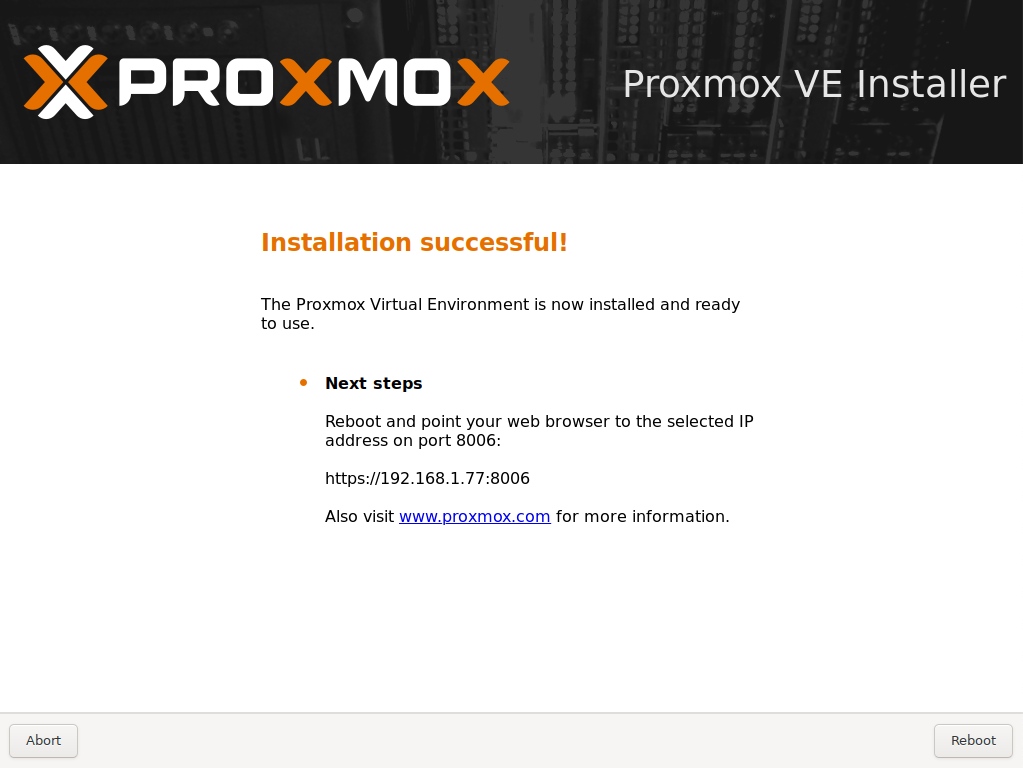 PROXMOX
Proxmox VE Installer
Installation successful!
The Proxmox Virtual Environment is now installed and ready
to use.
Next steps
Reboot and point your web browser to the selected IP
address on port 8006:
https://192.168.1.77:8006
Also visit www.proxmox.com for more information.
Abort
Reboot